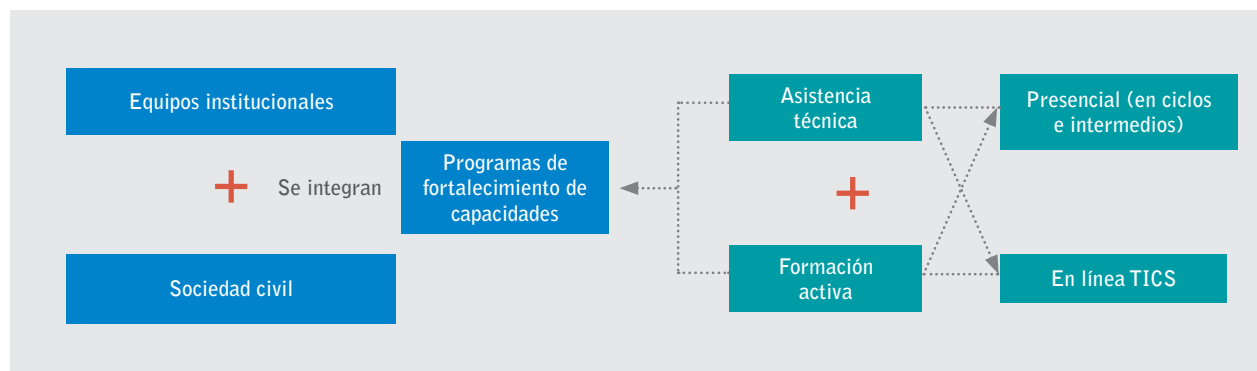 Equipos institucionales
+
Se integran
Sociedad civil
Programas de
fortalecimiento de
capacidades
Asistencia
técnica
+
Formación
activa
Presencial (en ciclos
e intermedios)
En línea TICS